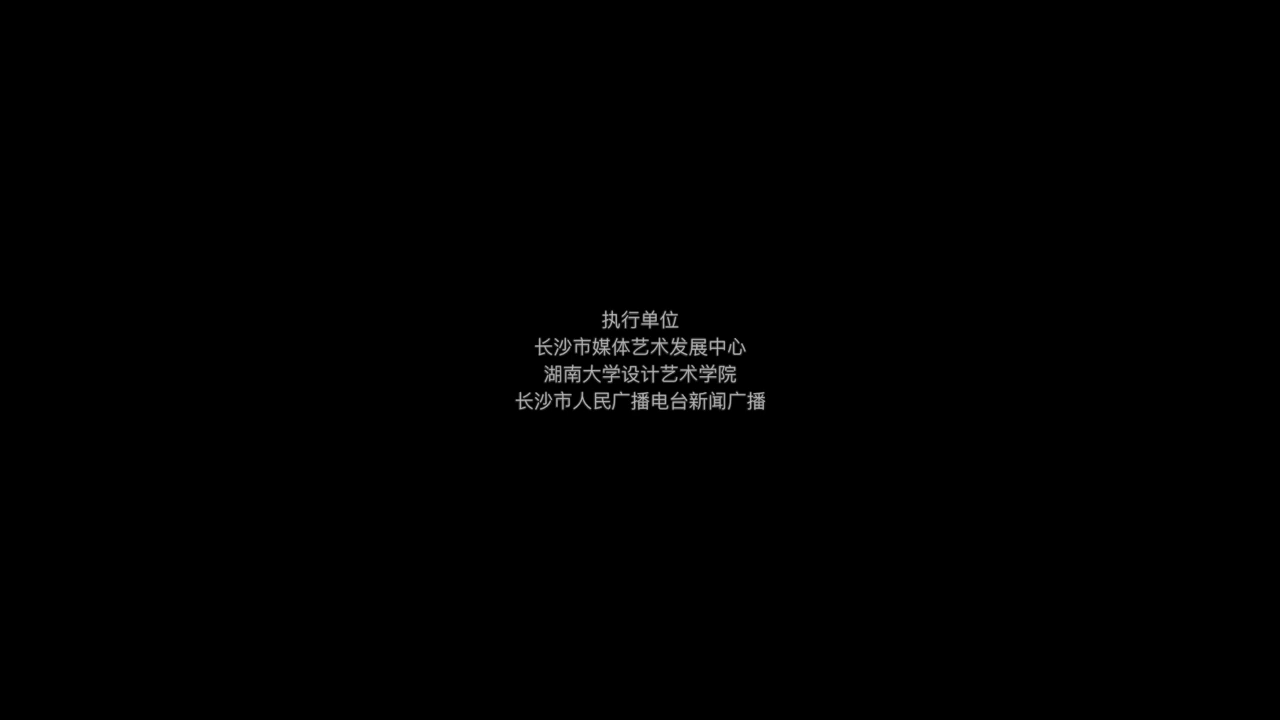 执行单位
长沙市媒体艺术发展中心
湖南大学设计艺术学院
长沙市人民广播电台新闻广播